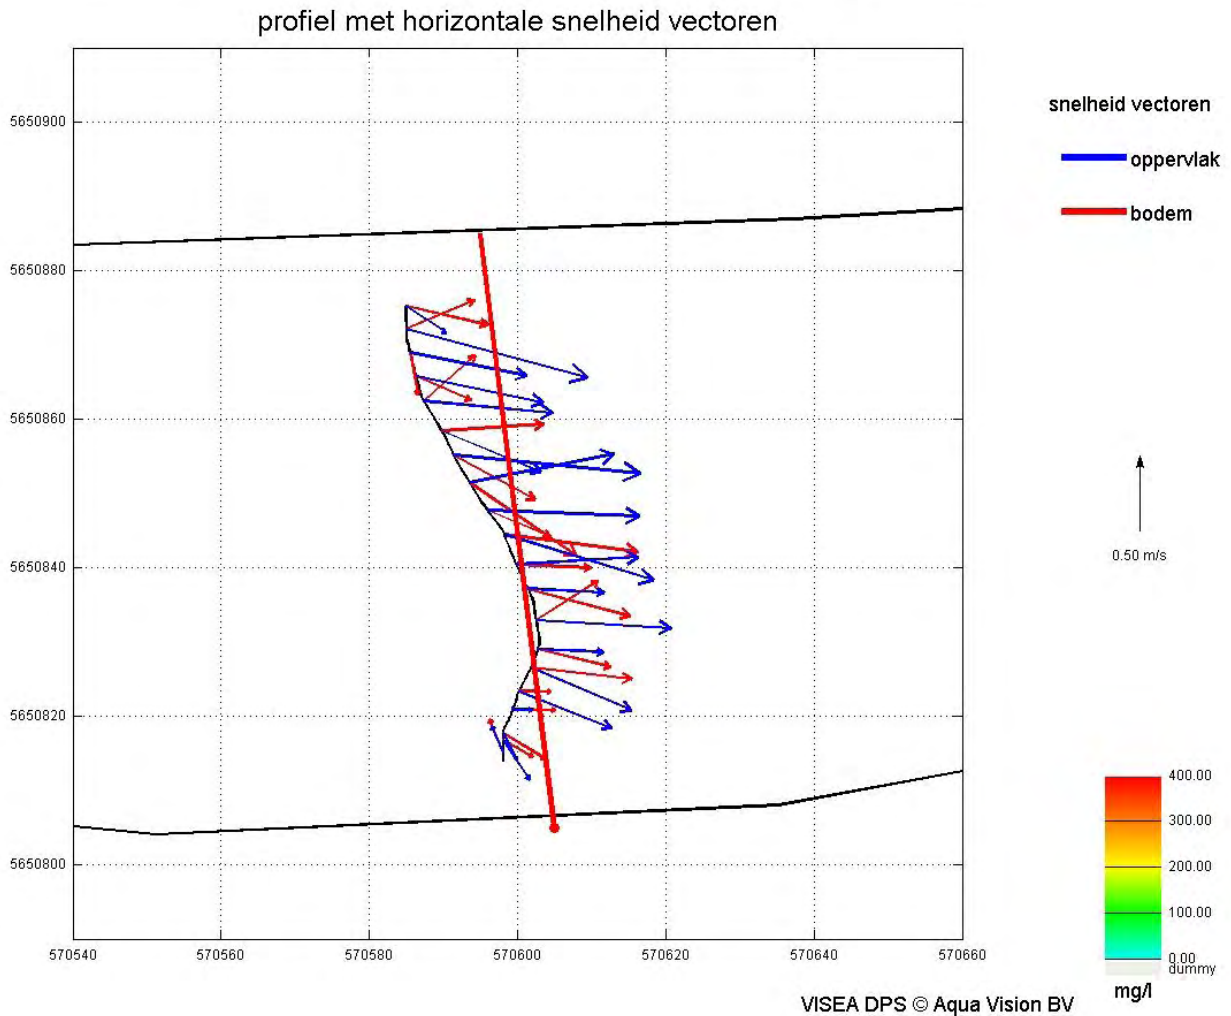 profiel met horizontale snelheid vectoren
snelheid vectoren
oppervlak
bodem
5650900
5650880
5650860
5650840
5650820
5650800
570540
570560
570580
570600
570620
570640
570660
0.50 m/s
400.00
300.00
200.00
100.00
0.00
dummy
mg/l
VISEA DPS © Aqua Vision BV